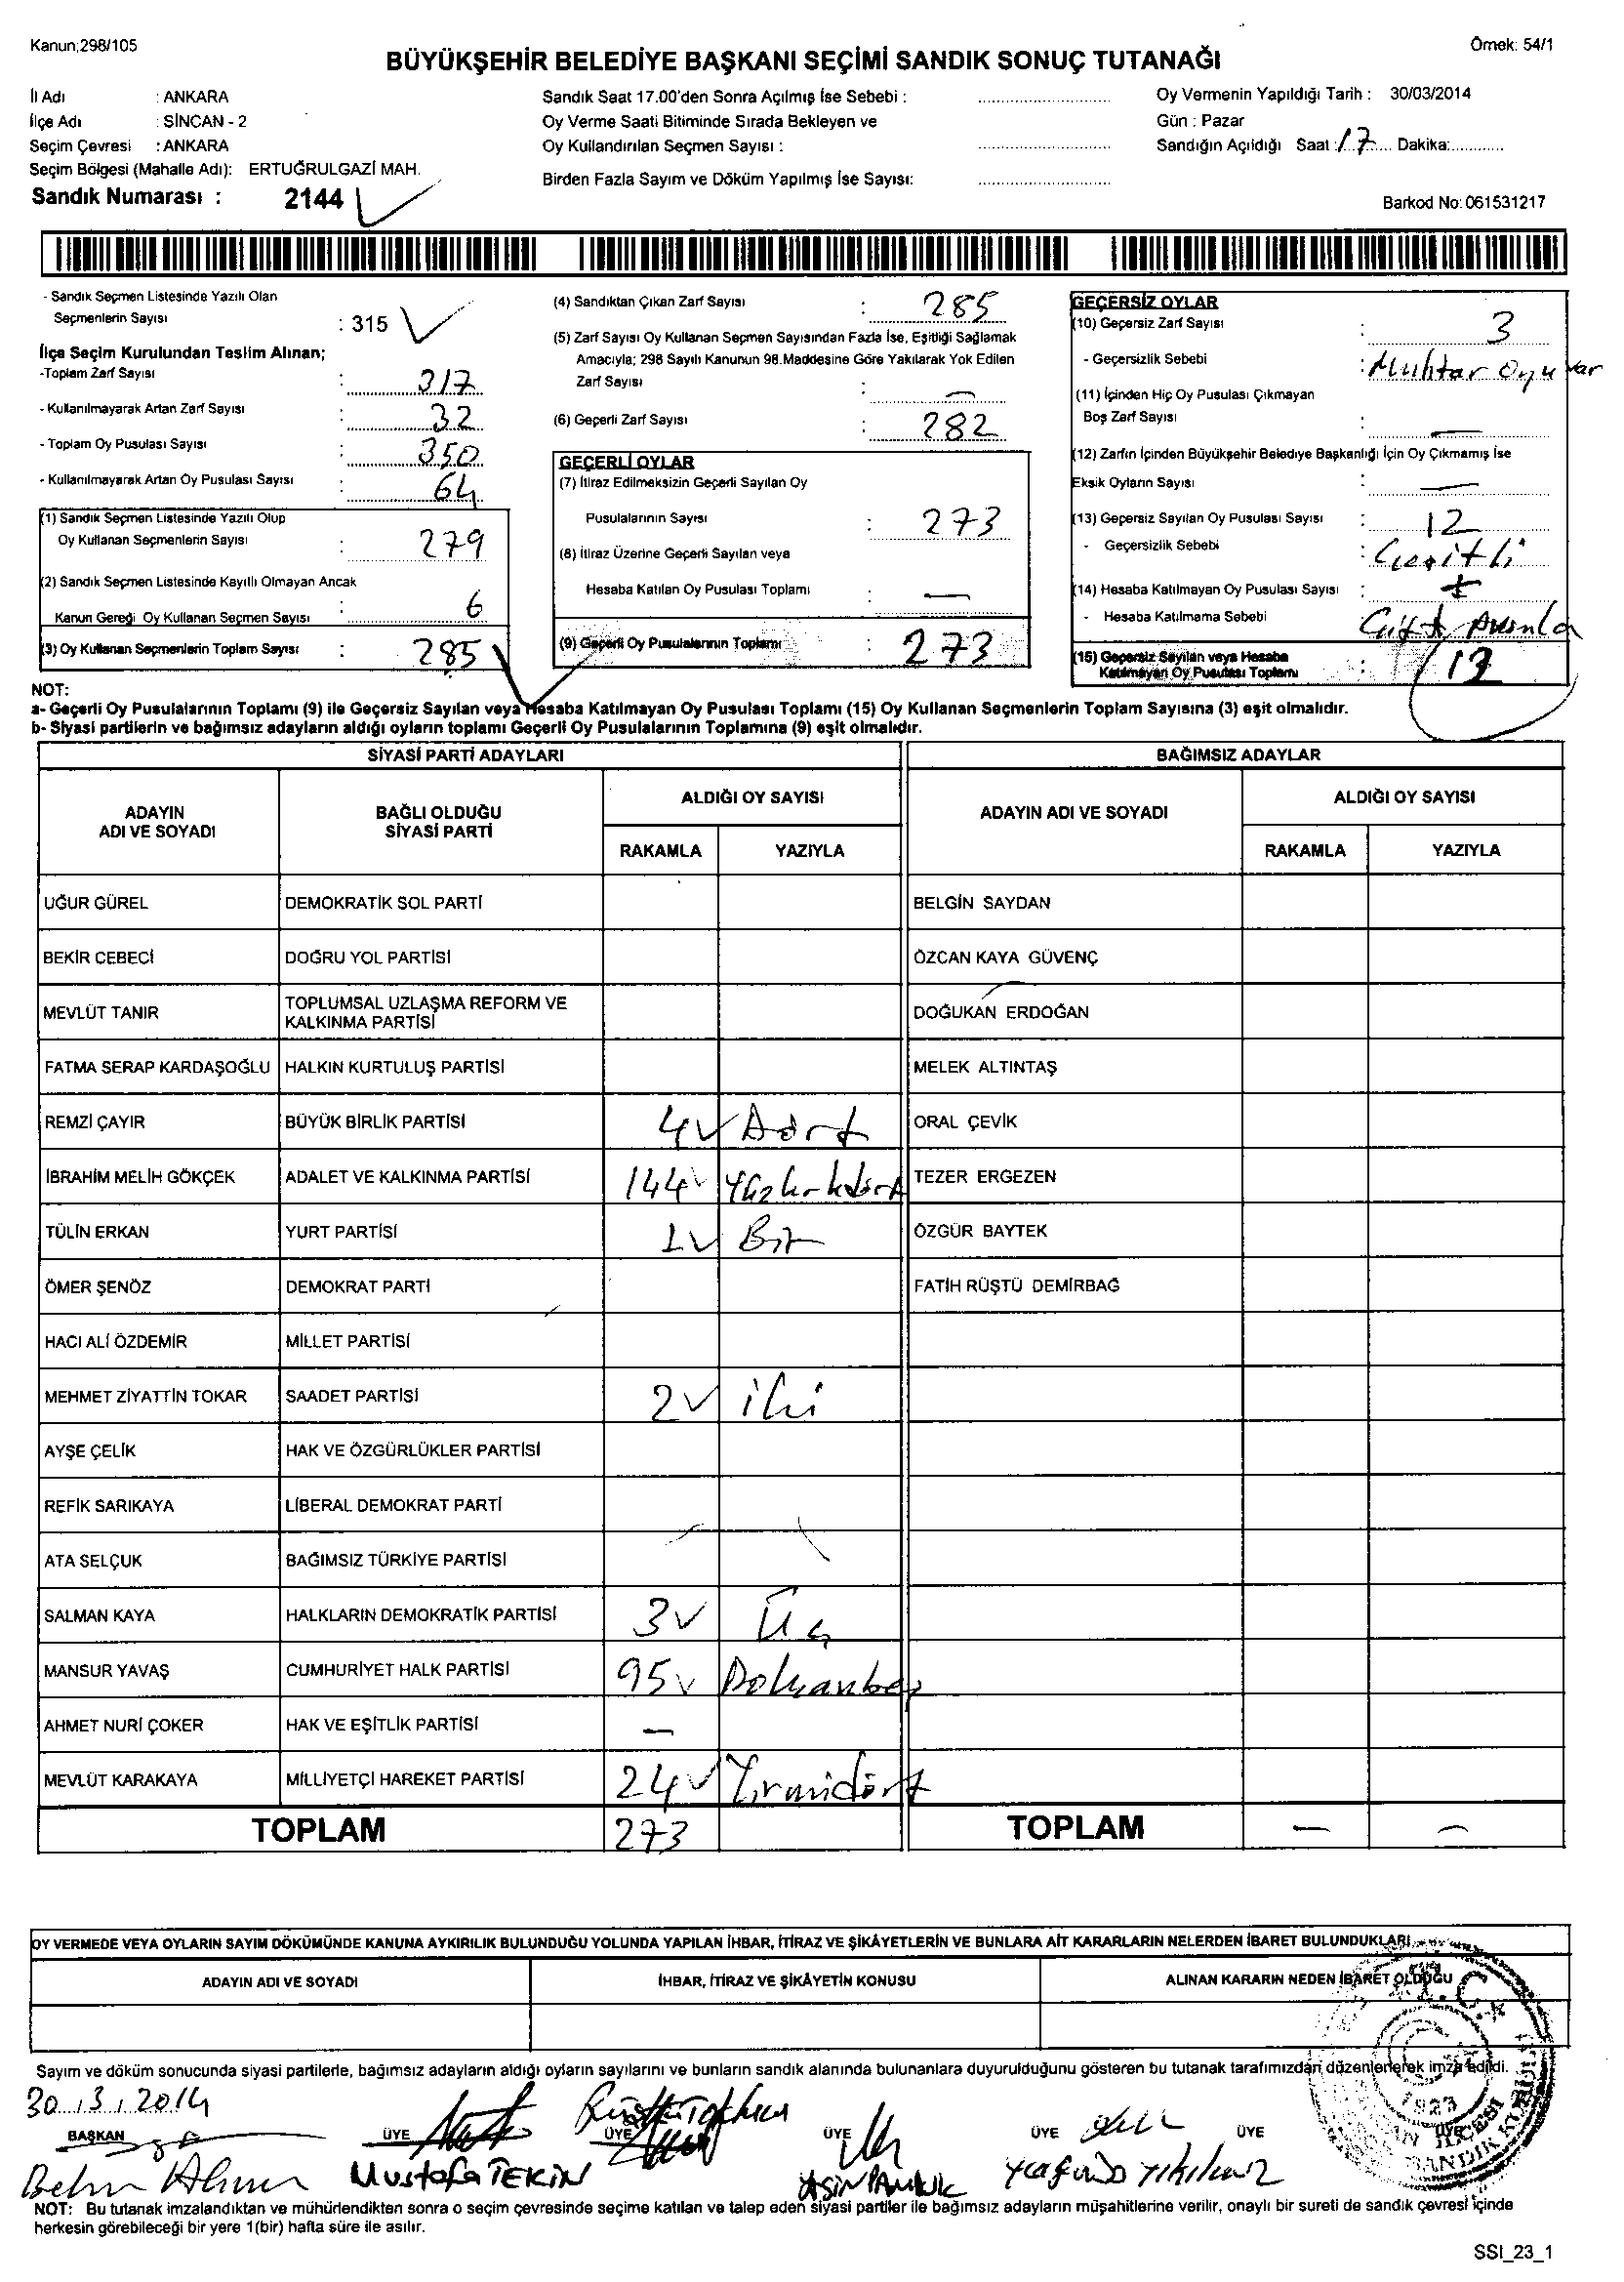 Kanun;298/105
Örnek: 54/1
BÜYÜKŞEHİR BELEDİYE BAŞKANI SEÇİMİ SANDIK SONUÇ TUTANAĞI
İl Adı : ANKARA
İlçe Adı : SİNCAN - 2
Seçim Çevresi : ANKARA
Seçim Bölgesi (Mahalle Adı): ERTUĞRULGAZİ MAH.
Sandık Numarası : 2144
Sandık Saat 17.00'den Sonra Açılmış İse Sebebi :
Oy Verme Saati Bitiminde Sırada Bekleyen ve
Oy Kullandırılan Seçmen Sayısı :
Birden Fazla Sayım ve Döküm Yapılmış İse Sayısı:
Oy Vermenin Yapıldığı Tarih : 30/03/2014
Gün : Pazar
Sandığın Açıldığı Saat : 17 Dakika:
Barkod No: 061531217
- Sandık Seçmen Listesinde Yazılı Olan
Seçmenlerin Sayısı : 315
İlçe Seçim Kurulundan Teslim Alınan;
-Toplam Zarf Sayısı : 317
- Kullanılmayarak Artan Zarf Sayısı : 32
- Toplam Oy Pusulası Sayısı : 350
- Kullanılmayarak Artan Oy Pusulası Sayısı : 64
(1) Sandık Seçmen Listesinde Yazılı Olup
Oy Kullanan Seçmenlerin Sayısı : 279
(2) Sandık Seçmen Listesinde Kayıtlı Olmayan Ancak
Kanun Gereği Oy Kullanan Seçmen Sayısı : 6
(3) Oy Kullanan Seçmenlerin Toplam Sayısı : 285
(4) Sandıktan Çıkan Zarf Sayısı : 285
(5) Zarf Sayısı Oy Kullanan Seçmen Sayısından Fazla İse, Eşitliği Sağlamak
Amacıyla; 298 Sayılı Kanunun 98.Maddesine Göre Yakılarak Yok Edilen
Zarf Sayısı : —
(6) Geçerli Zarf Sayısı : 282
GEÇERLİ OYLAR
(7) İtiraz Edilmeksizin Geçerli Sayılan Oy
Pusulalarının Sayısı : 273
(8) İtiraz Üzerine Geçerli Sayılan veya
Hesaba Katılan Oy Pusulası Toplamı : —
(9) Geçerli Oy Pusulalarının Toplamı : 273
GEÇERSİZ OYLAR
(10) Geçersiz Zarf Sayısı : 3
- Geçersizlik Sebebi : Muhtar oyu var
(11) İçinden Hiç Oy Pusulası Çıkmayan
Boş Zarf Sayısı : —
(12) Zarfın İçinden Büyükşehir Belediye Başkanlığı İçin Oy Çıkmamış İse
Eksik Oyların Sayısı : —
(13) Geçersiz Sayılan Oy Pusulası Sayısı : 12
- Geçersizlik Sebebi : Çeşitli
(14) Hesaba Katılmayan Oy Pusulası Sayısı :
- Hesaba Katılmama Sebebi
(15) Geçersiz Sayılan veya Hesaba
Katılmayan Oy Pusulası Toplamı :
NOT:
a- Geçerli Oy Pusulalarının Toplamı (9) ile Geçersiz Sayılan veya Hesaba Katılmayan Oy Pusulası Toplamı (15) Oy Kullanan Seçmenlerin Toplam Sayısına (3) eşit olmalıdır.
b- Siyasi partilerin ve bağımsız adayların aldığı oyların toplamı Geçerli Oy Pusulalarının Toplamına (9) eşit olmalıdır.
SİYASİ PARTİ ADAYLARI BAĞIMSIZ ADAYLAR
ADAYIN ADI VE SOYADI BAĞLI OLDUĞU SİYASİ PARTİ ALDIĞI OY SAYISI ADAYIN ADI VE SOYADI ALDIĞI OY SAYISI
RAKAMLA YAZIYLA RAKAMLA YAZIYLA
UĞUR GÜREL DEMOKRATİK SOL PARTİ BELGİN SAYDAN
BEKİR CEBECİ DOĞRU YOL PARTİSİ ÖZCAN KAYA GÜVENÇ
MEVLÜT TANIR TOPLUMSAL UZLAŞMA REFORM VE KALKINMA PARTİSİ DOĞUKAN ERDOĞAN
FATMA SERAP KARDAŞOĞLU HALKIN KURTULUŞ PARTİSİ MELEK ALTINTAŞ
REMZİ ÇAYIR BÜYÜK BİRLİK PARTİSİ 4 Dört ORAL ÇEVİK
İBRAHİM MELİH GÖKÇEK ADALET VE KALKINMA PARTİSİ 144 Yüzkırkdört TEZER ERGEZEN
TÜLİN ERKAN YURT PARTİSİ 1 Bir ÖZGÜR BAYTEK
ÖMER ŞENÖZ DEMOKRAT PARTİ FATİH RÜŞTÜ DEMİRBAĞ
HACI ALİ ÖZDEMİR MİLLET PARTİSİ
MEHMET ZİYATTİN TOKAR SAADET PARTİSİ 2 iki
AYŞE ÇELİK HAK VE ÖZGÜRLÜKLER PARTİSİ
REFİK SARIKAYA LİBERAL DEMOKRAT PARTİ
ATA SELÇUK BAĞIMSIZ TÜRKİYE PARTİSİ
SALMAN KAYA HALKLARIN DEMOKRATİK PARTİSİ 3 Üç
MANSUR YAVAŞ CUMHURİYET HALK PARTİSİ 95 Doksanbeş
AHMET NURİ ÇOKER HAK VE EŞİTLİK PARTİSİ —
MEVLÜT KARAKAYA MİLLİYETÇİ HAREKET PARTİSİ 24 Yirmidört
TOPLAM 273 TOPLAM — —
OY VERMEDE VEYA OYLARIN SAYIM DÖKÜMÜNDE KANUNA AYKIRILIK BULUNDUĞU YOLUNDA YAPILAN İHBAR, İTİRAZ VE ŞİKÂYETLERİN VE BUNLARA AİT KARARLARIN NELERDEN İBARET BULUNDUKLARI
ADAYIN ADI VE SOYADI İHBAR, İTİRAZ VE ŞİKÂYETİN KONUSU ALINAN KARARIN NEDEN İBARET OLDUĞU
Sayım ve döküm sonucunda siyasi partilerle, bağımsız adayların aldığı oyların sayılarını ve bunların sandık alanında bulunanlara duyurulduğunu gösteren bu tutanak tarafımızdan düzenlenerek imza edildi.
30.3.2014
BAŞKAN ÜYE ÜYE ÜYE ÜYE ÜYE
Mustafa TEKİN
T.C. 1923
NOT: Bu tutanak imzalandıktan ve mühürlendikten sonra o seçim çevresinde seçime katılan ve talep eden siyasi partiler ile bağımsız adayların müşahitlerine verilir, onaylı bir sureti de sandık çevresi içinde
herkesin görebileceği bir yere 1(bir) hafta süre ile asılır.
SSI_23_1